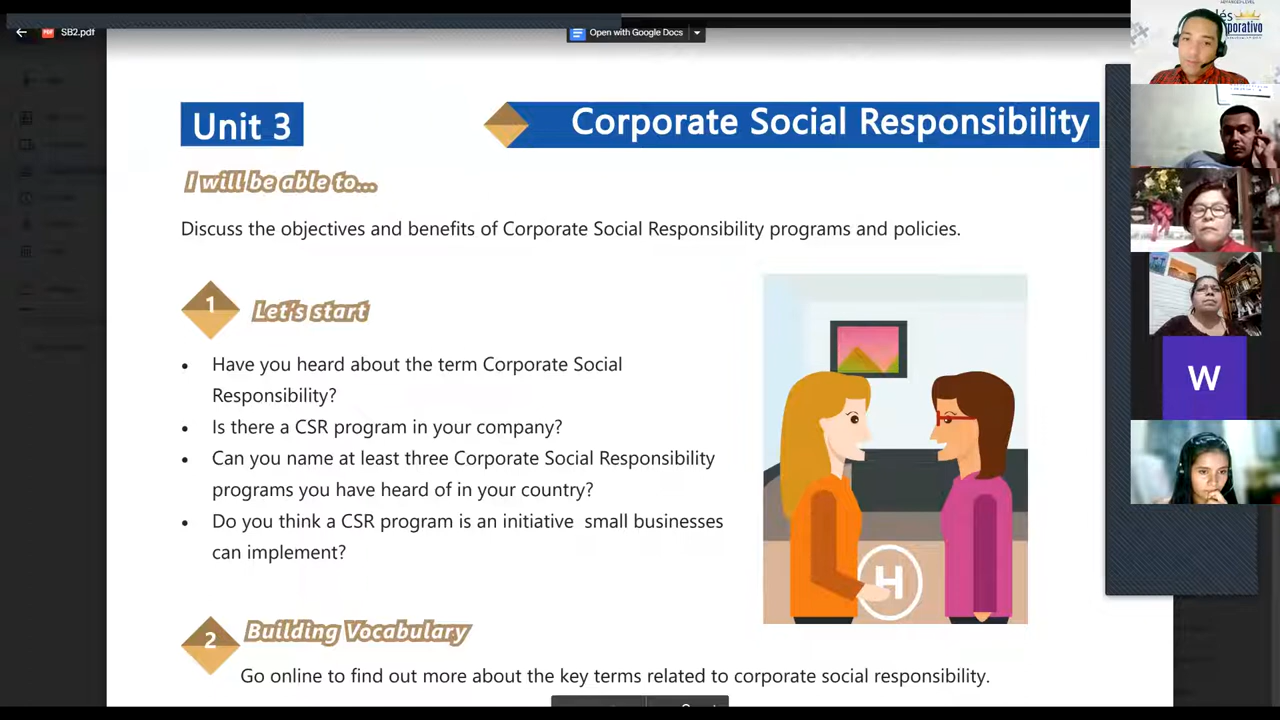 SB2.pdf
Open with Google Docs
Unit 3
Corporate Social Responsibility
I will be able to...
Discuss the objectives and benefits of Corporate Social Responsibility programs and policies.
1
Let's start
• Have you heard about the term Corporate Social
Responsibility?
• Is there a CSR program in your company?
• Can you name at least three Corporate Social Responsibility
programs you have heard of in your country?
• Do you think a CSR program is an initiative small businesses
can implement?
H
2
Building Vocabulary
Go online to find out more about the key terms related to corporate social responsibility.
W